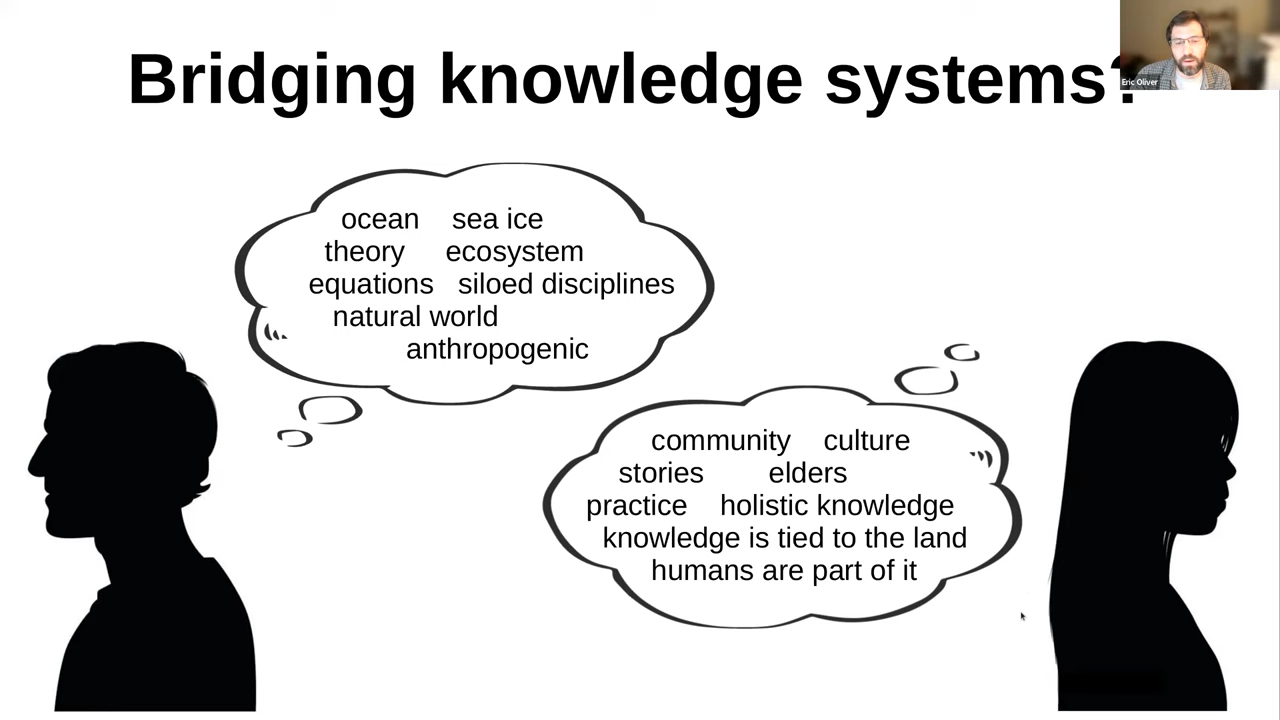 Bridging knowledge systems?
Eric Oliver
ocean sea ice
theory ecosystem
equations siloed disciplines
natural world
anthropogenic
community culture
stories elders
practice holistic knowledge
knowledge is tied to the land
humans are part of it